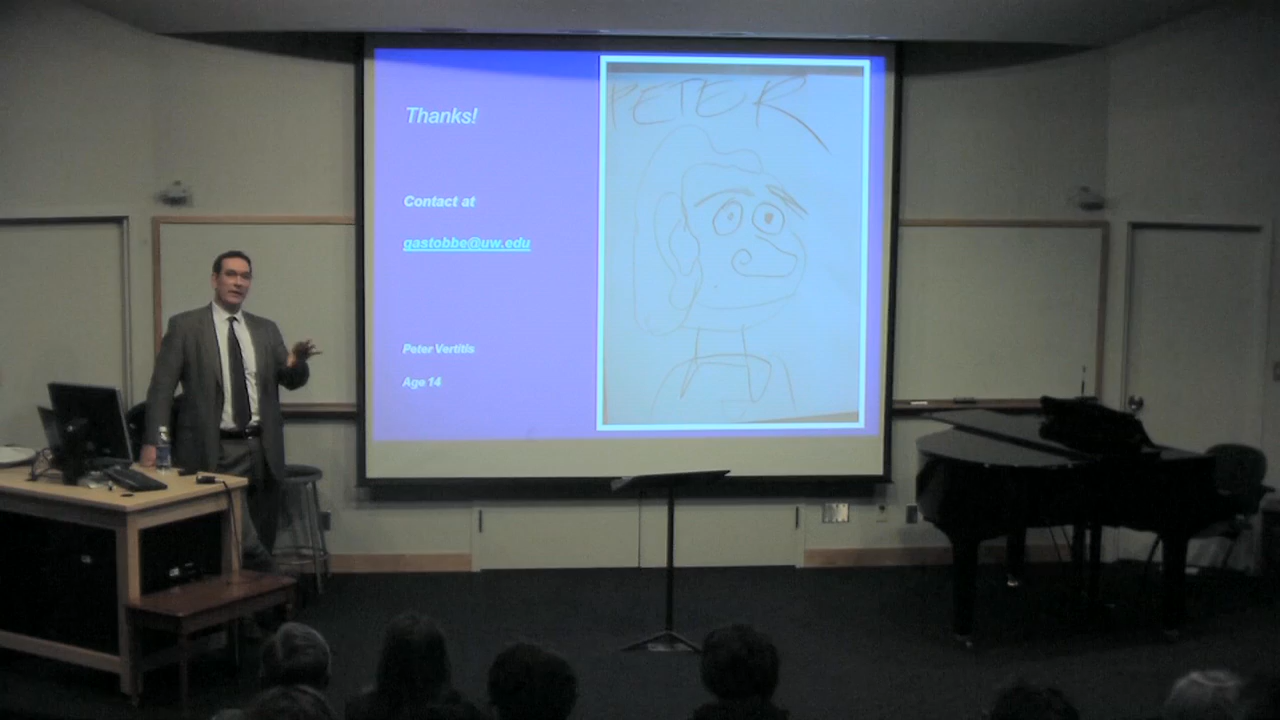 Thanks!
Contact at
gastobbe@uw.edu
Peter Vertitis
Age 14
PETER